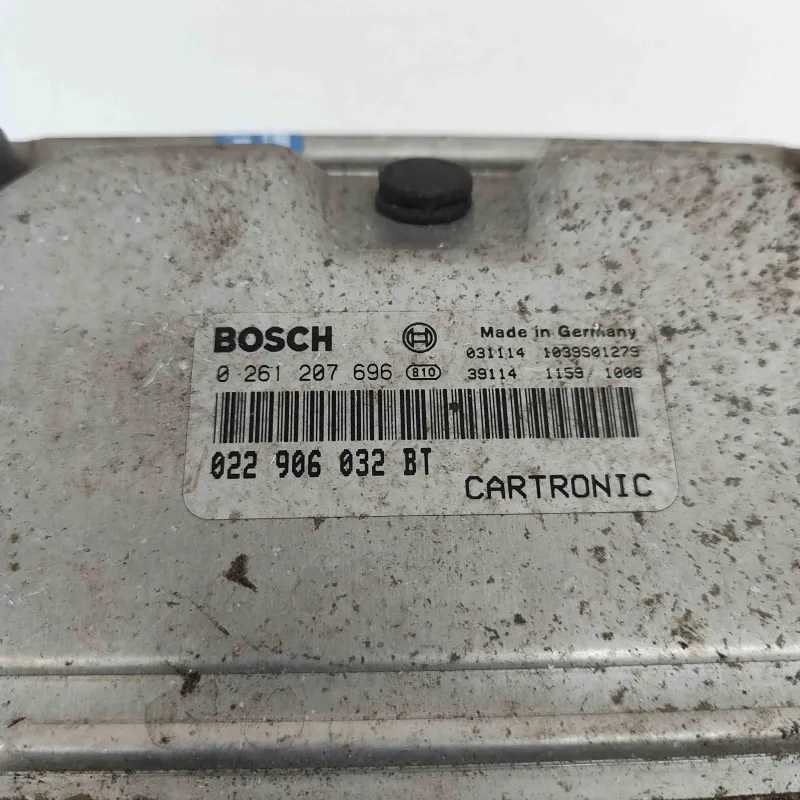 BOSCH
Made in Germany
031114 1039S01279
0 261 207 696 810 39114 1159 1008
022 906 032 BT
CARTRONIC